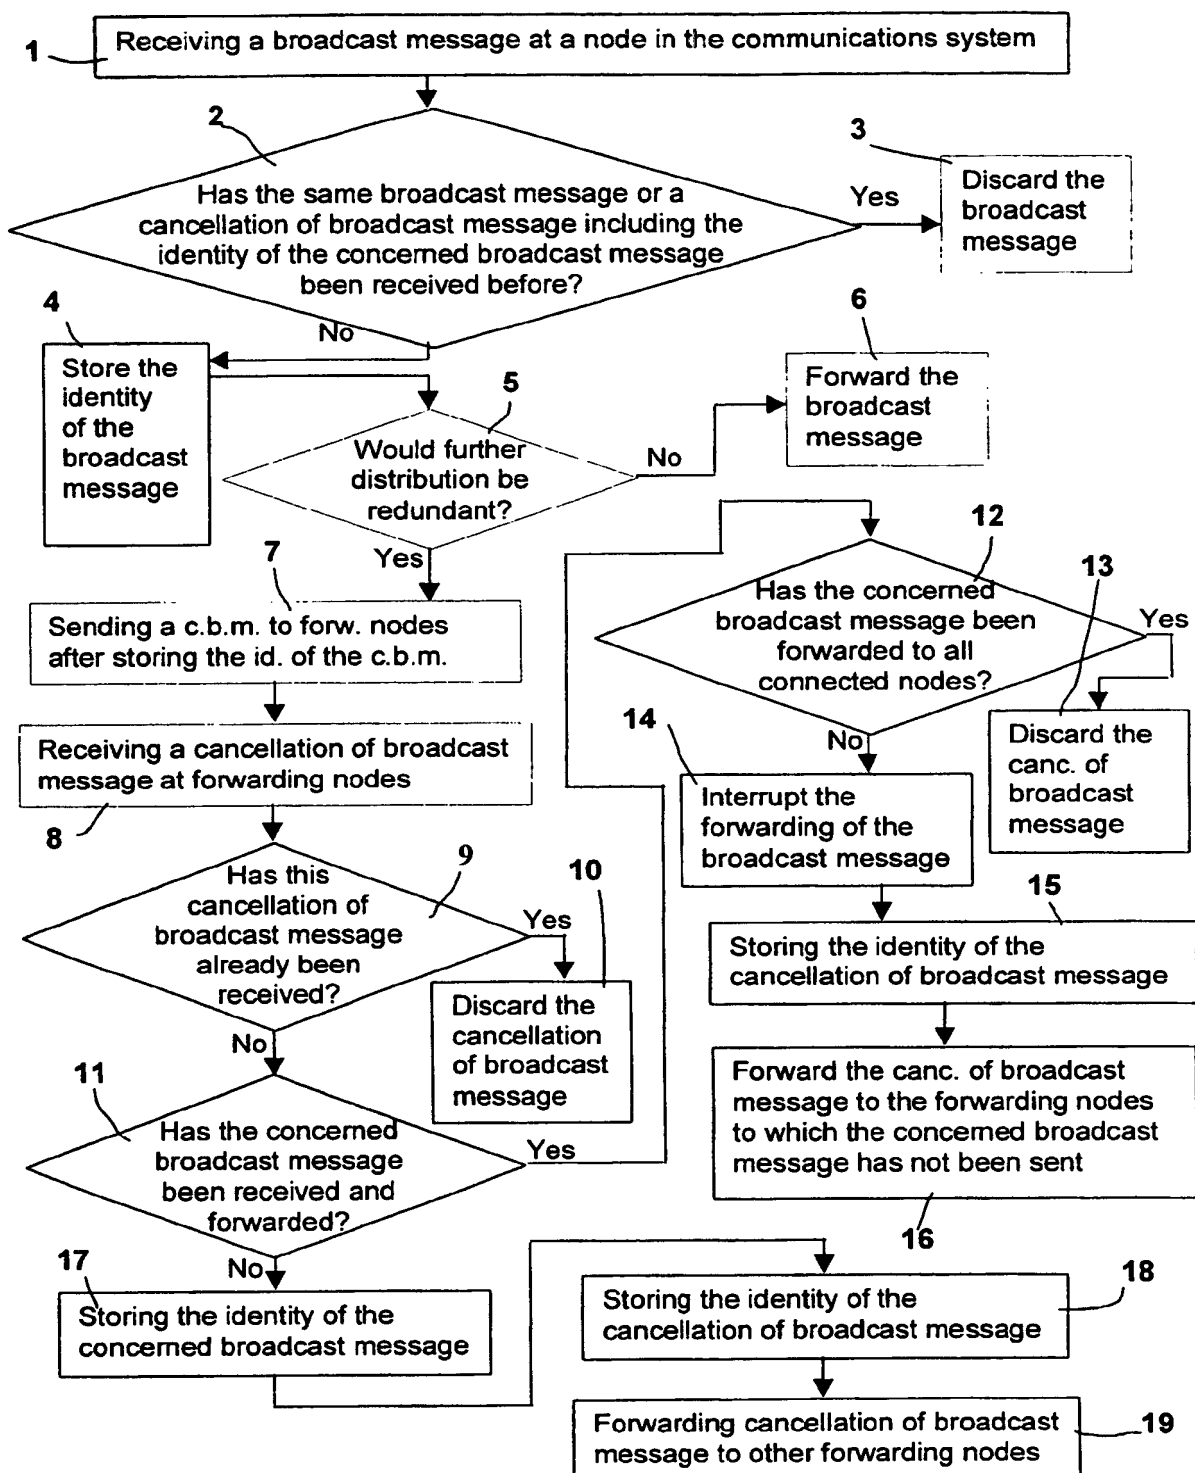 1
Receiving a broadcast message at a node in the communications system
2
Has the same broadcast message or a
cancellation of broadcast message including the
identity of the concerned broadcast message
been received before?
Yes
3
Discard the
broadcast
message
No
4
Store the
identity
of the
broadcast
message
5
Would further
distribution be
redundant?
No
6
Forward the
broadcast
message
Yes
7
Sending a c.b.m. to forw. nodes
after storing the id. of the c.b.m.
Receiving a cancellation of broadcast
message at forwarding nodes
8
9
Has this
cancellation of
broadcast message
already been
received?
Yes
10
Discard the
cancellation
of broadcast
message
No
11
Has the concerned
broadcast message
been received and
forwarded?
Yes
No
12
Has the concerned
broadcast message been
forwarded to all
connected nodes?
Yes
13
Discard the
canc. of
broadcast
message
No
14
Interrupt the
forwarding of the
broadcast message
15
Storing the identity of the
cancellation of broadcast message
Forward the canc. of broadcast
message to the forwarding nodes
to which the concerned broadcast
message has not been sent
16
17
Storing the identity of the
concerned broadcast message
18
Storing the identity of the
cancellation of broadcast message
Forwarding cancellation of broadcast
message to other forwarding nodes
19